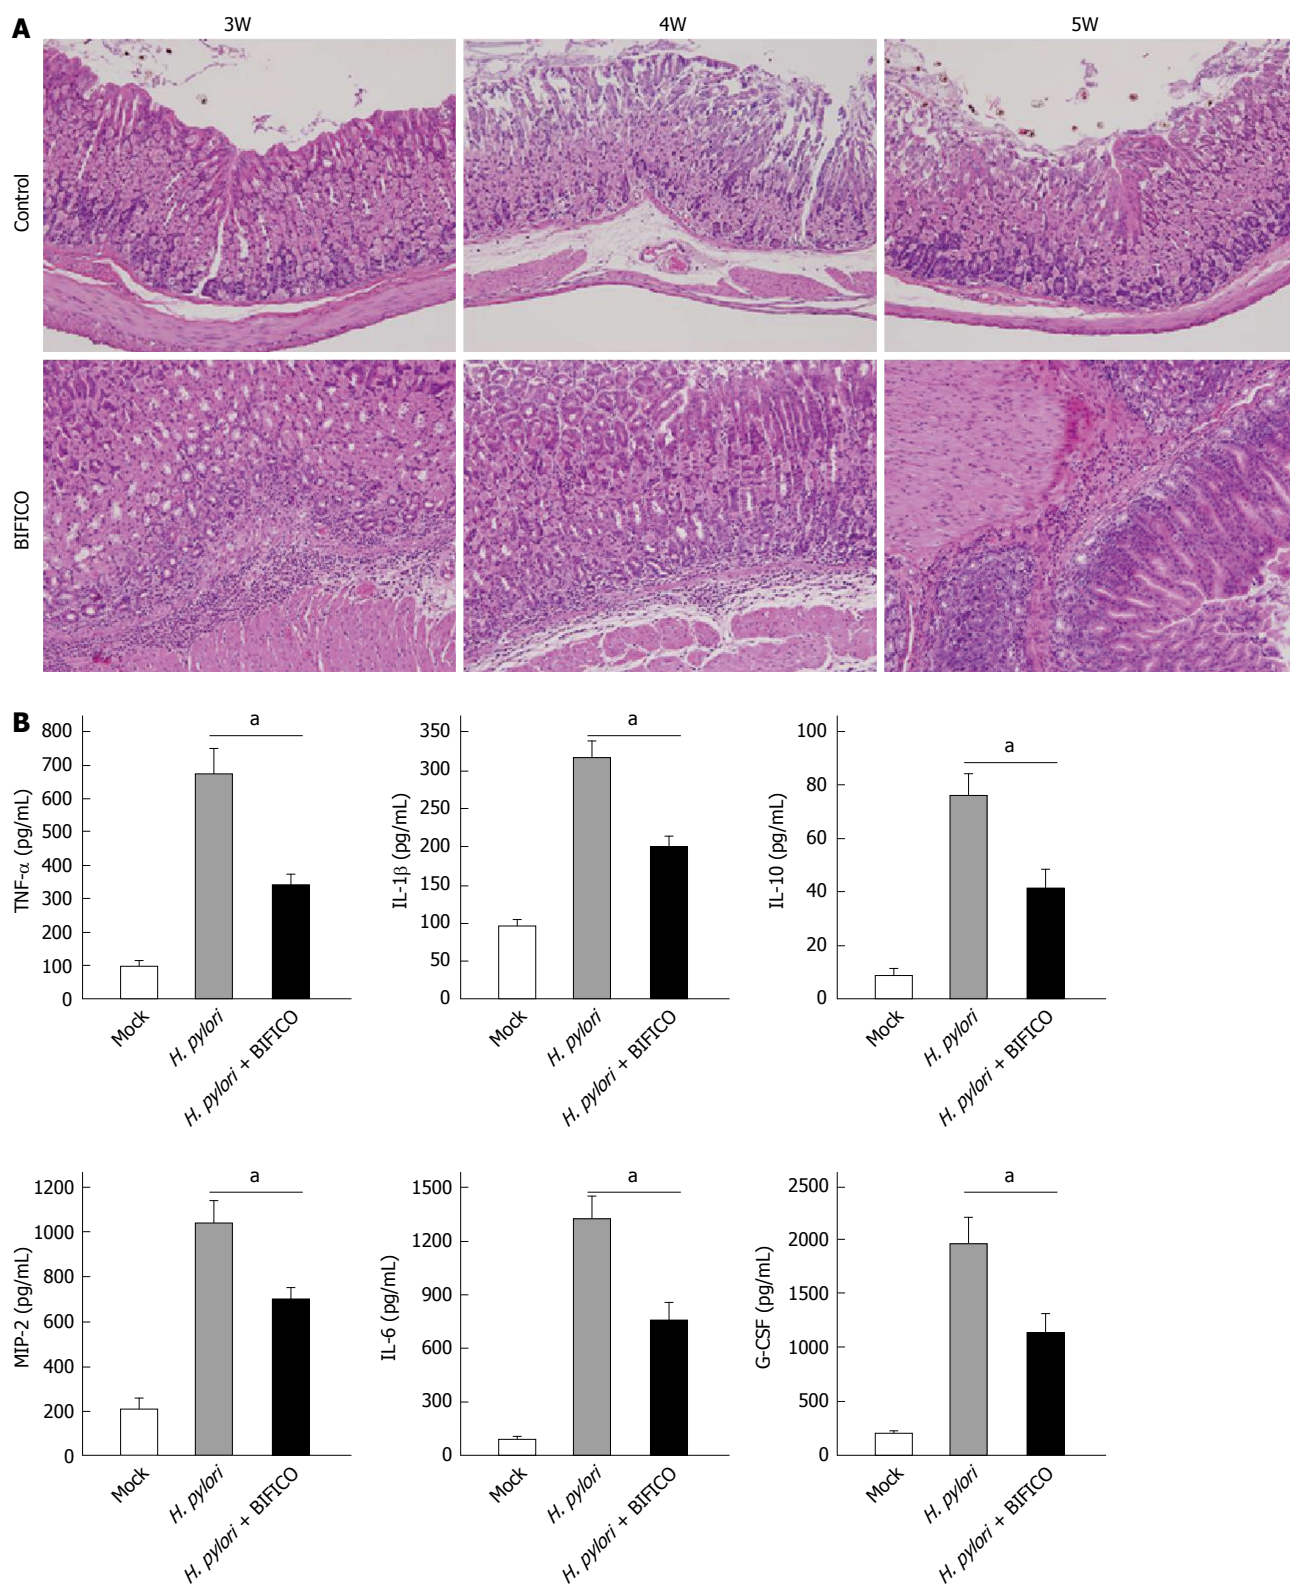 A
3W
4W
5W
Control
BIFICO
B
TNF-α (pg/mL)
800
700
600
500
400
300
200
100
0
a
Mock
H. pylori
H. pylori + BIFICO
IL-1β (pg/mL)
350
300
250
200
150
100
50
0
a
Mock
H. pylori
H. pylori + BIFICO
IL-10 (pg/mL)
100
80
60
40
20
0
a
Mock
H. pylori
H. pylori + BIFICO
MIP-2 (pg/mL)
1200
1000
800
600
400
200
0
a
Mock
H. pylori
H. pylori + BIFICO
IL-6 (pg/mL)
1500
1200
900
600
300
0
a
Mock
H. pylori
H. pylori + BIFICO
G-CSF (pg/mL)
2500
2000
1500
1000
500
0
a
Mock
H. pylori
H. pylori + BIFICO